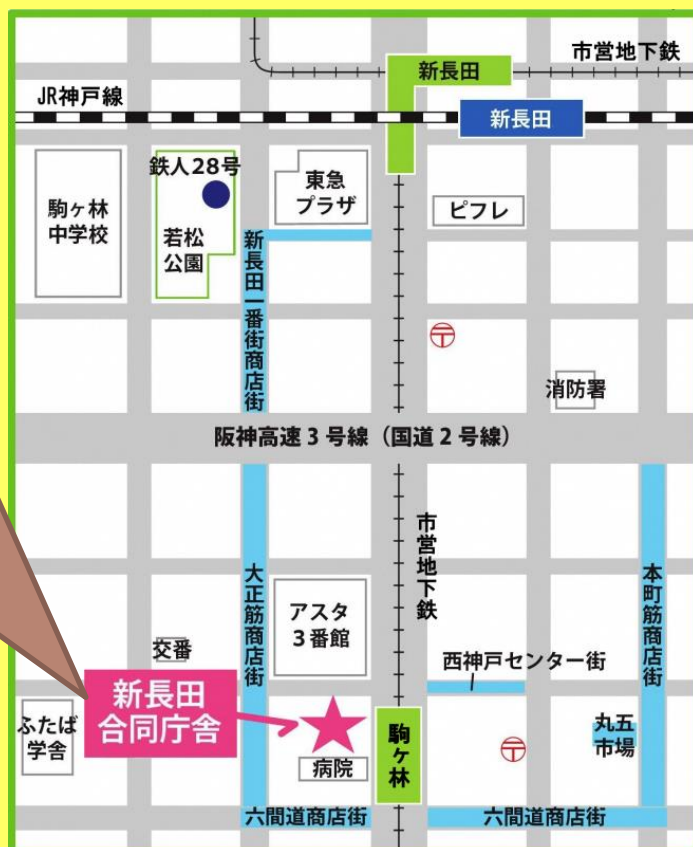 市営地下鉄
新長田
JR神戸線
新長田
鉄人28号
東急
プラザ
駒ヶ林
中学校
若松
公園
ピフレ
新長田一番街商店街
〒
消防署
阪神高速3号線（国道2号線）
市営地下鉄
大正筋商店街
本町筋商店街
アスタ
3番館
交番
西神戸センター街
新長田
合同庁舎
ふたば
学舎
駒ヶ林
丸五
市場
〒
病院
六間道商店街
六間道商店街